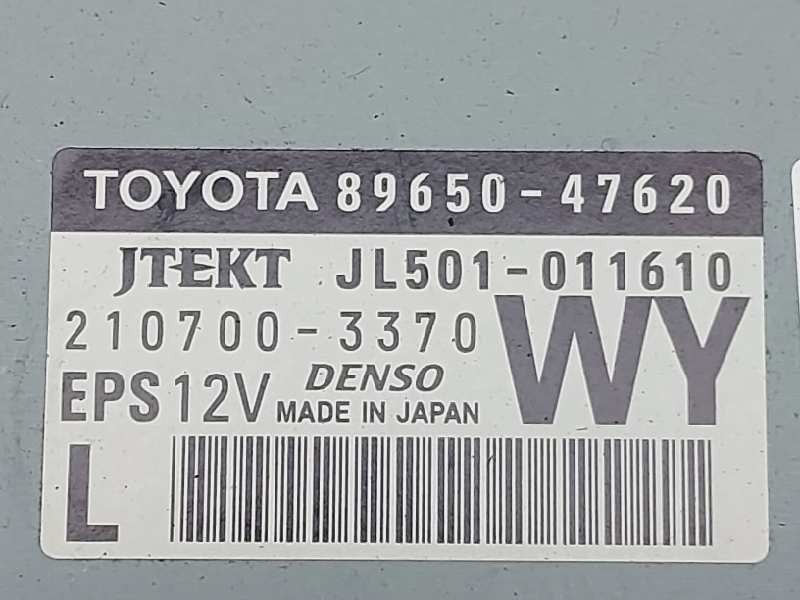 TOYOTA 89650-47620
JTEKT JL501-011610
210700-3370
WY
EPS 12V DENSO
MADE IN JAPAN
L